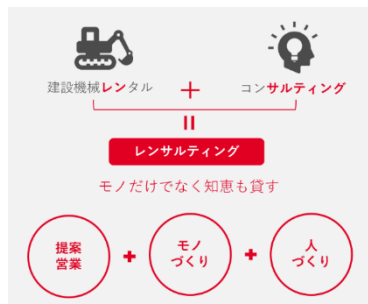 建設機械レンタル + コンサルティング
=
レンサルティング
モノだけでなく知恵も貸す
提案
営業
+
モノ
づくり
+
人
づくり